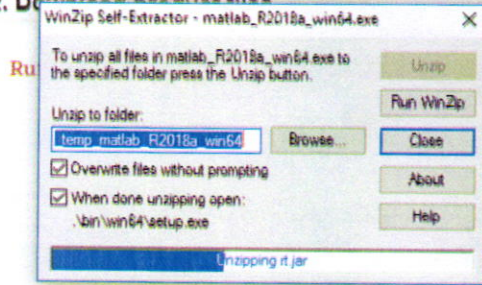 WinZip Self-Extractor - matlab_R2018a_win64.exe
To unzip all files in matlab_R2018a_win64.exe to
the specified folder press the Unzip button.
Unzip
Run WinZip
Unzip to folder:
temp_matlab_R2018a_win64
Browse...
Close
Overwrite files without prompting
About
When done unzipping open:
.\bin\win64\setup.exe
Help
Unzipping rt.jar